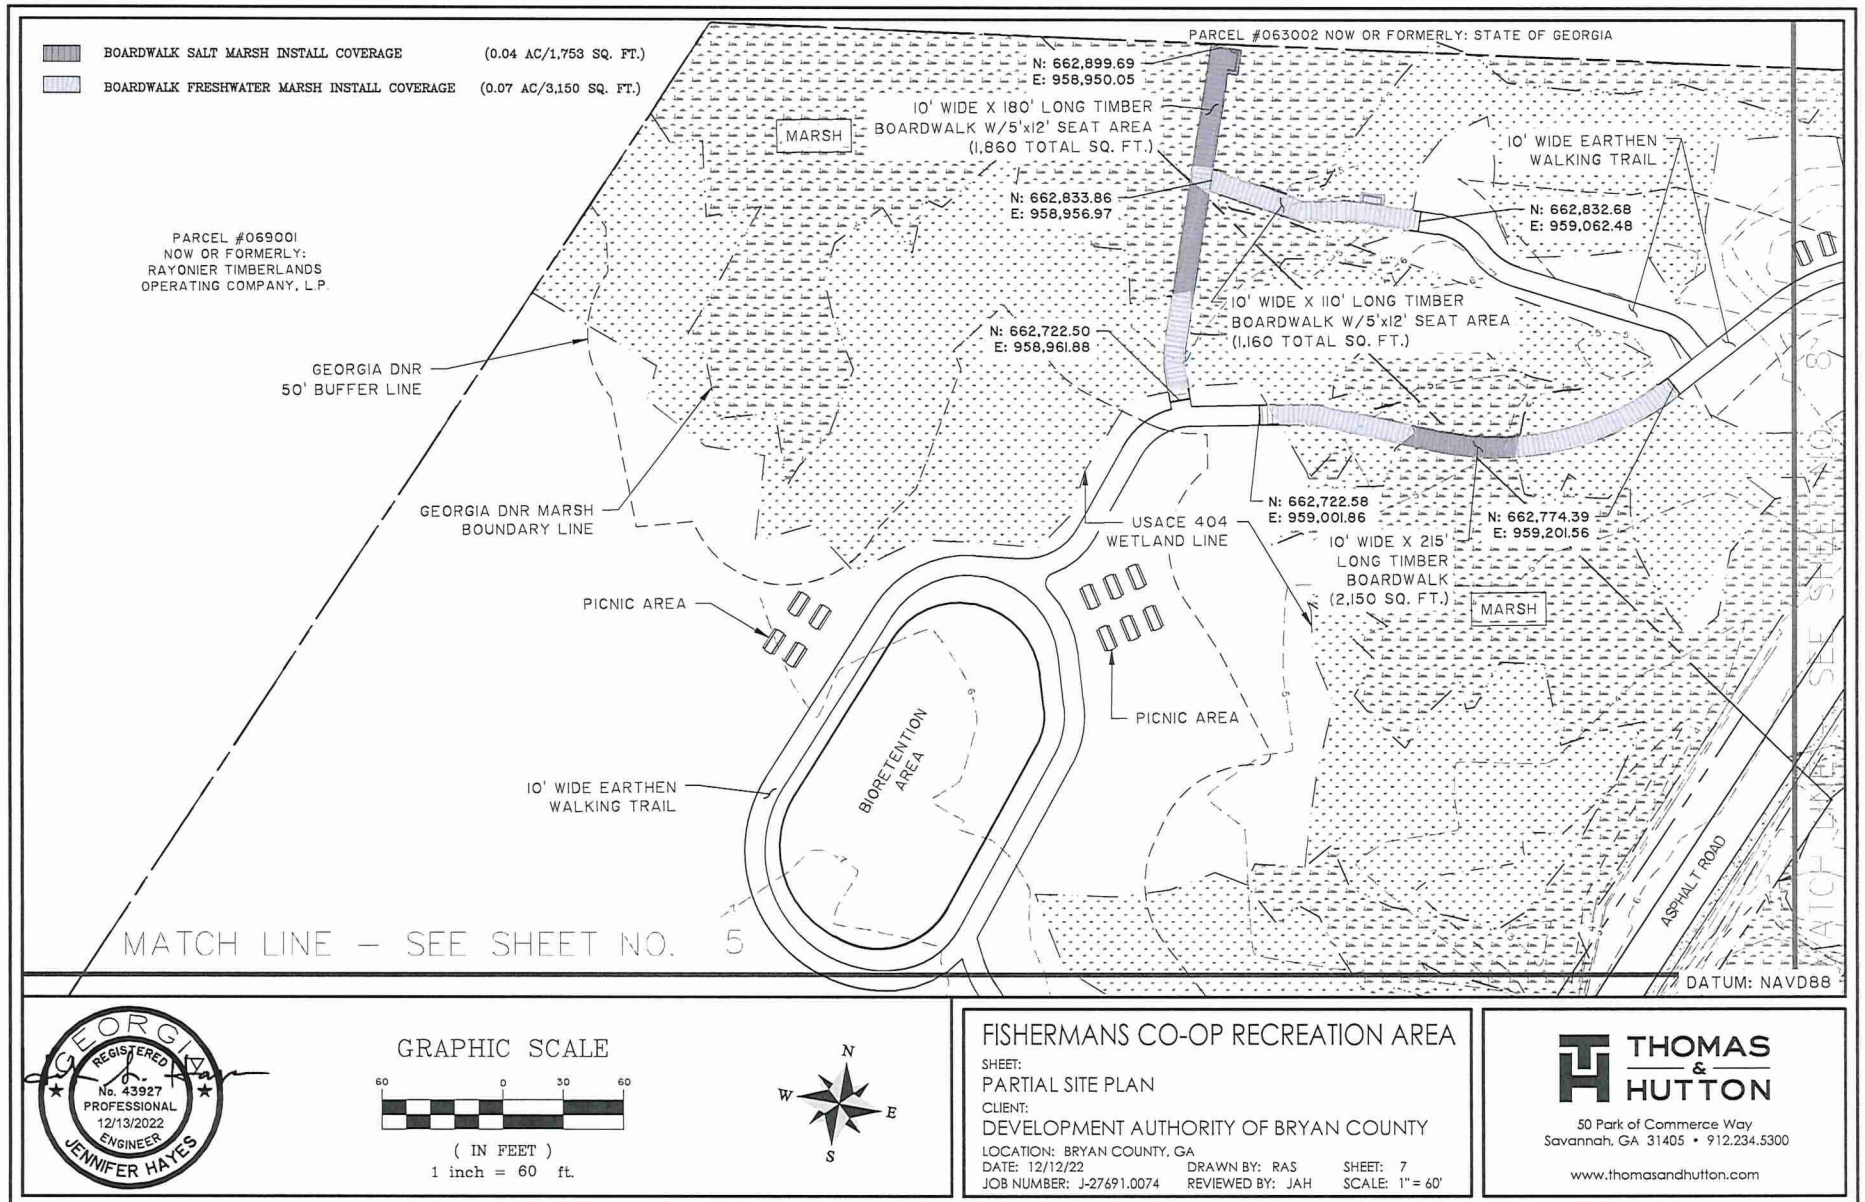 BOARDWALK SALT MARSH INSTALL COVERAGE (0.04 AC/1,753 SQ. FT.)
BOARDWALK FRESHWATER MARSH INSTALL COVERAGE (0.07 AC/3,150 SQ. FT.)
PARCEL #063002 NOW OR FORMERLY: STATE OF GEORGIA
N: 662,899.69
E: 958,950.05
10' WIDE X 180' LONG TIMBER
BOARDWALK W/5'x12' SEAT AREA
(1,860 TOTAL SQ. FT.)
MARSH
10' WIDE EARTHEN
WALKING TRAIL
N: 662,833.86
E: 958,956.97
N: 662,832.68
E: 959,062.48
PARCEL #069001
NOW OR FORMERLY:
RAYONIER TIMBERLANDS
OPERATING COMPANY, L.P.
10' WIDE X 110' LONG TIMBER
BOARDWALK W/5'x12' SEAT AREA
(1,160 TOTAL SQ. FT.)
N: 662,722.50
E: 958,961.88
GEORGIA DNR
50' BUFFER LINE
GEORGIA DNR MARSH
BOUNDARY LINE
N: 662,722.58
E: 959,001.86
USACE 404
WETLAND LINE
N: 662,774.39
E: 959,201.56
10' WIDE X 215'
LONG TIMBER
BOARDWALK
(2,150 SQ. FT.)
MARSH
PICNIC AREA
PICNIC AREA
BIORETENTION
AREA
10' WIDE EARTHEN
WALKING TRAIL
ASPHALT ROAD
MATCH LINE - SEE SHEET NO. 5
MATCH LINE - SEE SHEET NO. 8
DATUM: NAVD88
GEORGIA
REGISTERED
No. 43927
PROFESSIONAL
12/13/2022
ENGINEER
JENNIFER HAYES
GRAPHIC SCALE
60 0 30 60
( IN FEET )
1 inch = 60 ft.
N
W
E
S
FISHERMANS CO-OP RECREATION AREA
SHEET:
PARTIAL SITE PLAN
CLIENT:
DEVELOPMENT AUTHORITY OF BRYAN COUNTY
LOCATION: BRYAN COUNTY, GA
DATE: 12/12/22 DRAWN BY: RAS SHEET: 7
JOB NUMBER: J-27691.0074 REVIEWED BY: JAH SCALE: 1" = 60'
THOMAS
&
HUTTON
50 Park of Commerce Way
Savannah, GA 31405 • 912.234.5300
www.thomasandhutton.com